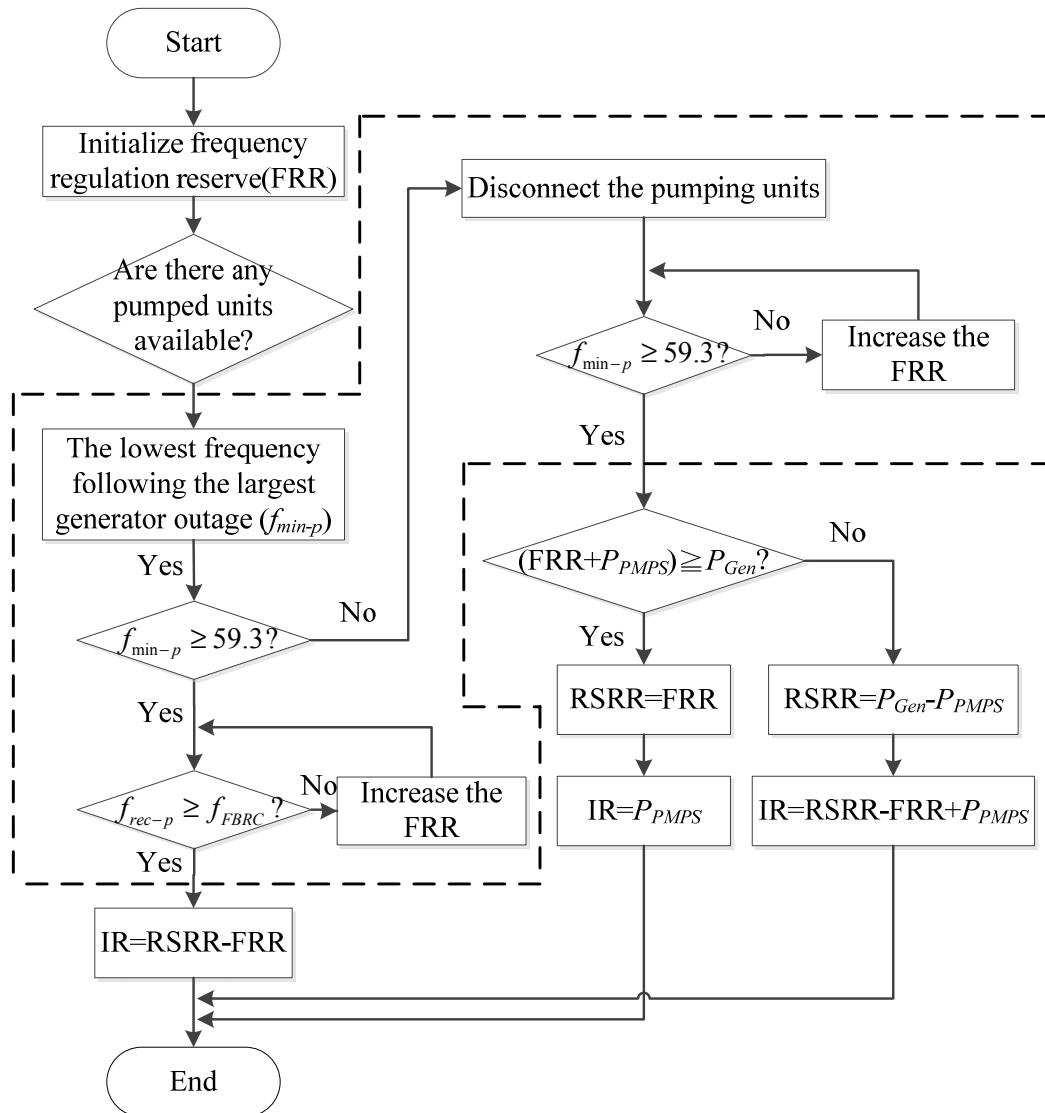 Start
Initialize frequency
regulation reserve(FRR)
Are there any
pumped units
available?
The lowest frequency
following the largest
generator outage (fmin-p)
Yes
fmin-p ≥ 59.3?
No
Yes
frec-p ≥ fFBRC ?
No
Increase the
FRR
Yes
IR=RSRR-FRR
End
Disconnect the pumping units
fmin-p ≥ 59.3?
No
Increase the
FRR
Yes
(FRR+PPMPS)≧PGen?
No
Yes
RSRR=FRR
RSRR=PGen-PPMPS
IR=PPMPS
IR=RSRR-FRR+PPMPS